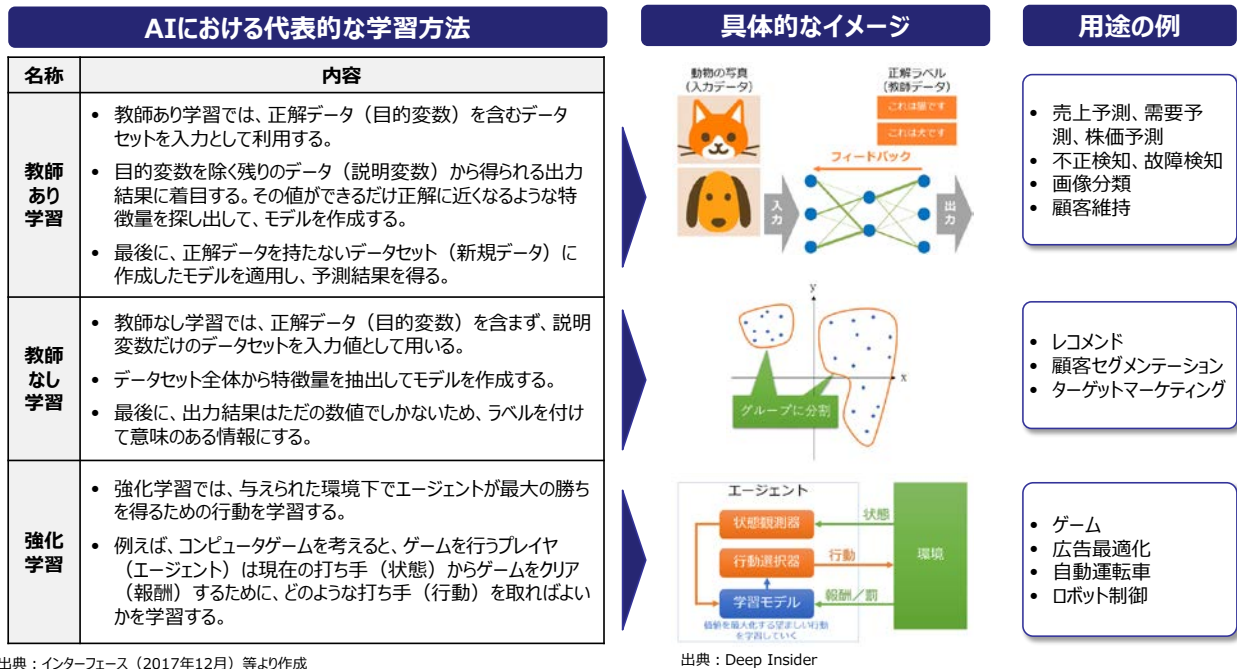 AIにおける代表的な学習方法
具体的なイメージ
用途の例
名称
内容
教師
あり
学習
• 教師あり学習では、正解データ（目的変数）を含むデータ
セットを入力として利用する。
• 目的変数を除く残りのデータ（説明変数）から得られる出力
結果に着目する。その値ができるだけ正解に近くなるような特
徴量を探し出して、モデルを作成する。
• 最後に、正解データを持たないデータセット（新規データ）に
作成したモデルを適用し、予測結果を得る。
動物の写真
（入力データ）
正解ラベル
（教師データ）
これは猫です
これは犬です
フィードバック
入力
出力
• 売上予測、需要予
測、株価予測
• 不正検知、故障検知
• 画像分類
• 顧客維持
教師
なし
学習
• 教師なし学習では、正解データ（目的変数）を含まず、説明
変数だけのデータセットを入力値として用いる。
• データセット全体から特徴量を抽出してモデルを作成する。
• 最後に、出力結果はただの数値でしかないため、ラベルを付け
て意味のある情報にする。
y
x
グループに分割
• レコメンド
• 顧客セグメンテーション
• ターゲットマーケティング
強化
学習
• 強化学習では、与えられた環境下でエージェントが最大の勝ち
を得るための行動を学習する。
• 例えば、コンピュータゲームを考えると、ゲームを行うプレイヤ
（エージェント）は現在の打ち手（状態）からゲームをクリア
（報酬）するために、どのような打ち手（行動）を取ればよい
かを学習する。
エージェント
状態観測器
行動選択器
学習モデル
状態
行動
報酬／罰
環境
価値を最大化する望ましい行動
を学習していく
• ゲーム
• 広告最適化
• 自動運転車
• ロボット制御
出典：インターフェース（2017年12月）等より作成
出典：Deep Insider